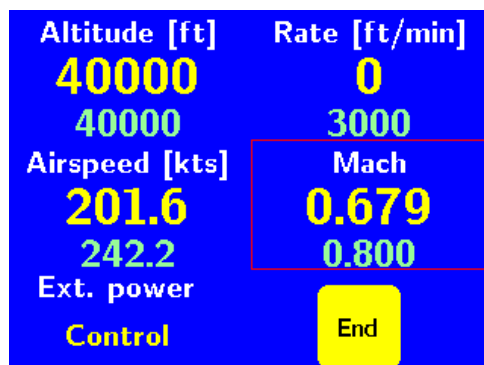 Altitude [ft] Rate [ft/min]
40000 0
40000 3000
Airspeed [kts] Mach
201.6 0.679
242.2 0.800
Ext. power
Control End